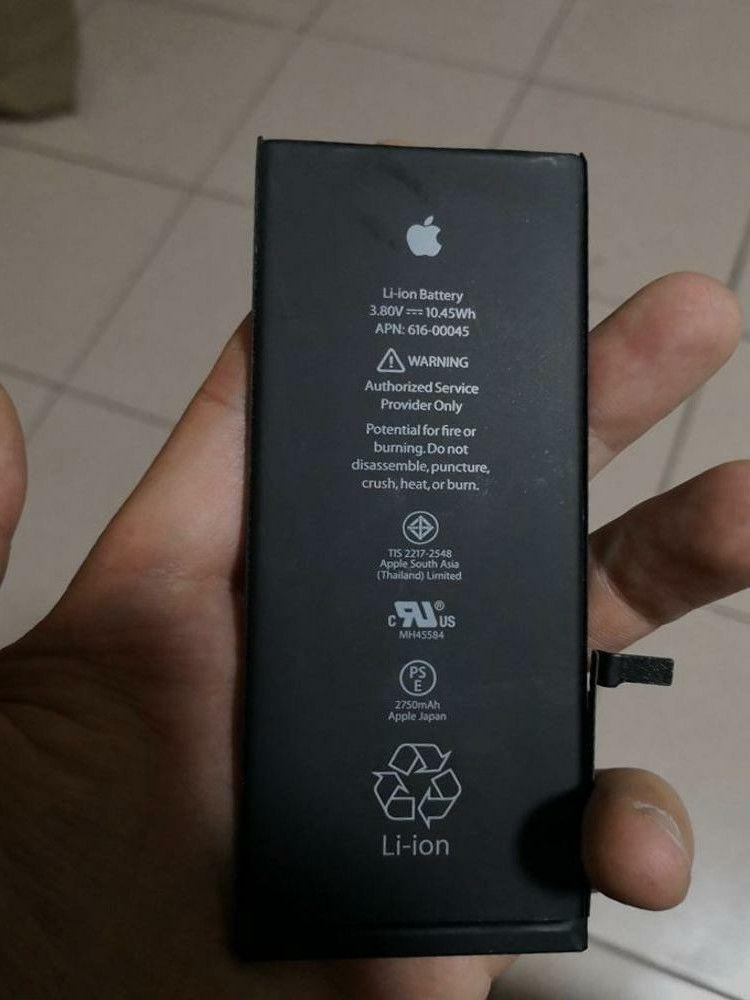 Li-ion Battery
3.80V ⎓ 10.45Wh
APN: 616-00045
WARNING
Authorized Service
Provider Only
Potential for fire or
burning. Do not
disassemble, puncture,
crush, heat, or burn.
TIS 2217-2548
Apple South Asia
(Thailand) Limited
c RU® US
MH45584
PS
E
2750mAh
Apple Japan
Li-ion